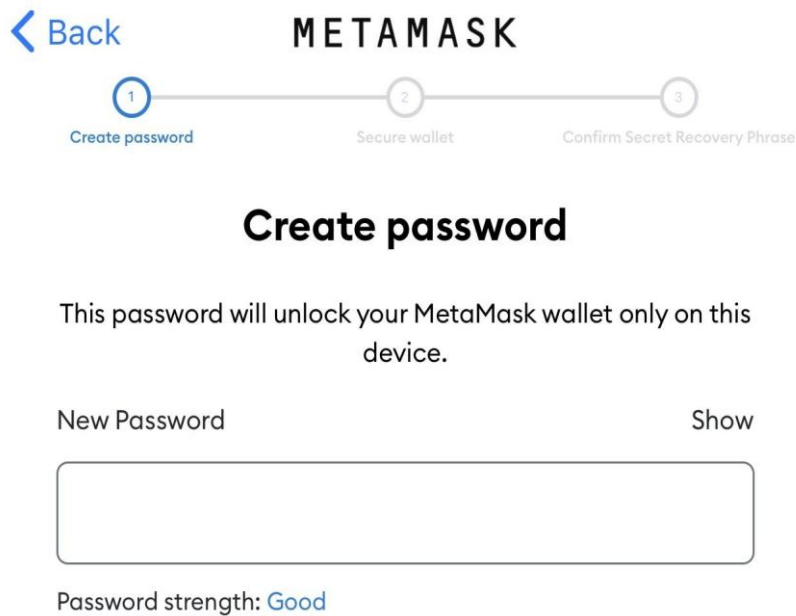 Back METAMASK
1 2 3
Create password Secure wallet Confirm Secret Recovery Phrase
Create password
This password will unlock your MetaMask wallet only on this
device.
New Password Show
Password strength: Good